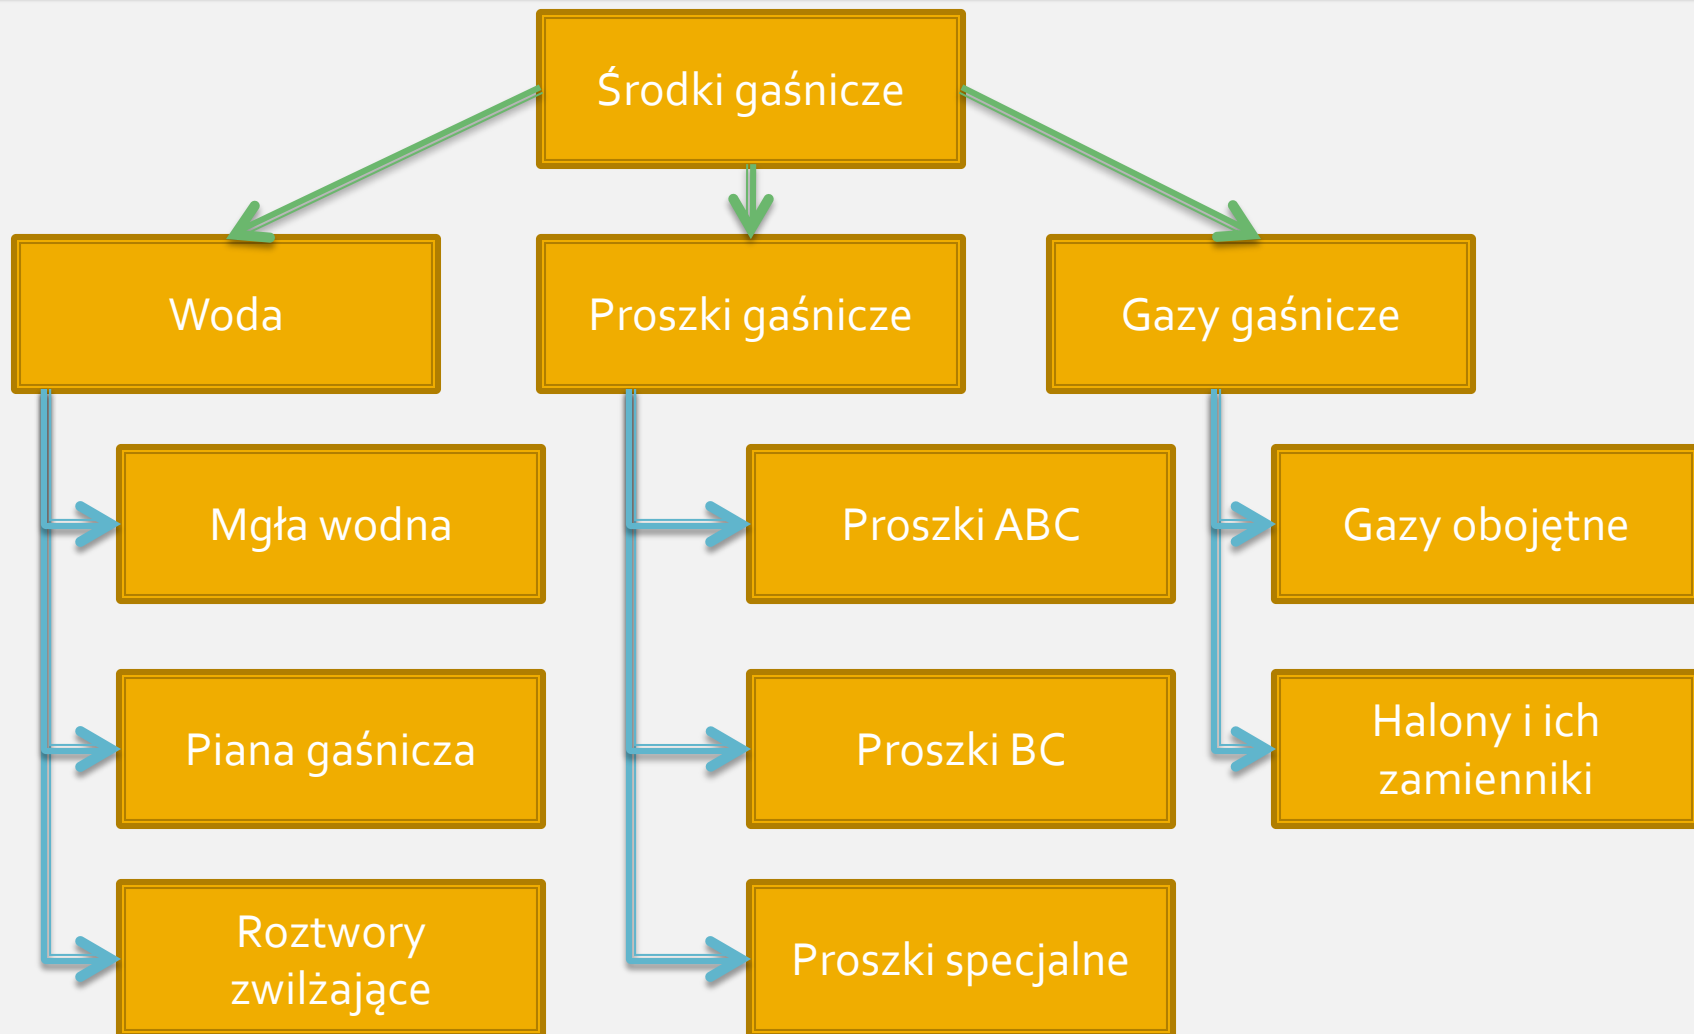 Środki gaśnicze
Woda
Proszki gaśnicze
Gazy gaśnicze
Mgła wodna
Proszki ABC
Gazy obojętne
Piana gaśnicza
Proszki BC
Halony i ich
zamienniki
Roztwory
zwilżające
Proszki specjalne